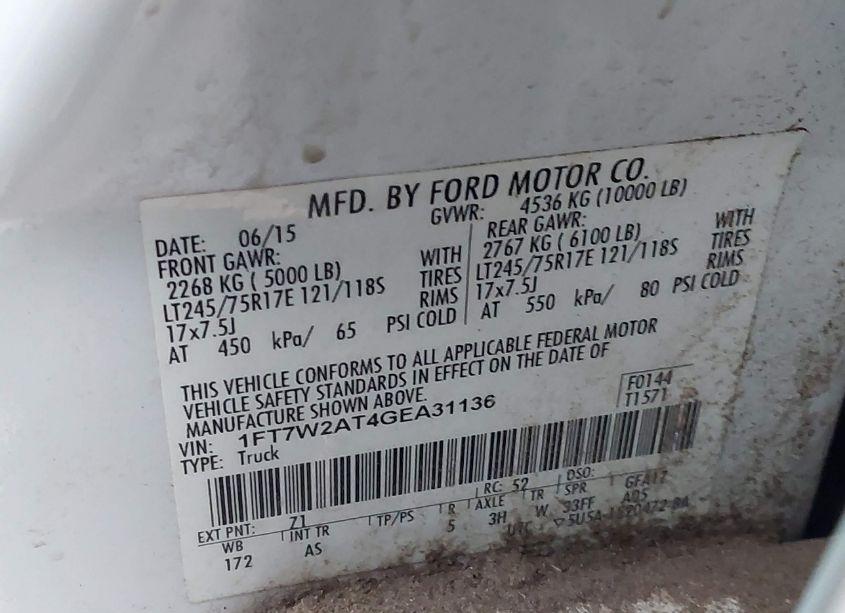 MFD. BY FORD MOTOR CO.
DATE: 06/15
GVWR: 4536 KG (10000 LB)
FRONT GAWR:
2268 KG ( 5000 LB) WITH
LT245/75R17E 121/118S TIRES
17x7.5J RIMS
AT 450 kPa/ 65 PSI COLD
REAR GAWR:
2767 KG ( 6100 LB) WITH
LT245/75R17E 121/118S TIRES
17x7.5J RIMS
AT 550 kPa/ 80 PSI COLD
THIS VEHICLE CONFORMS TO ALL APPLICABLE FEDERAL MOTOR
VEHICLE SAFETY STANDARDS IN EFFECT ON THE DATE OF
MANUFACTURE SHOWN ABOVE.
VIN: 1FT7W2AT4GEA31136
TYPE: Truck
F0144
T1571
EXT PNT: Z1 RC: 52 DSO:
WB INT TR TP/PS R AXLE TR SPR
172 AS 5 3H W 33FF
UTC